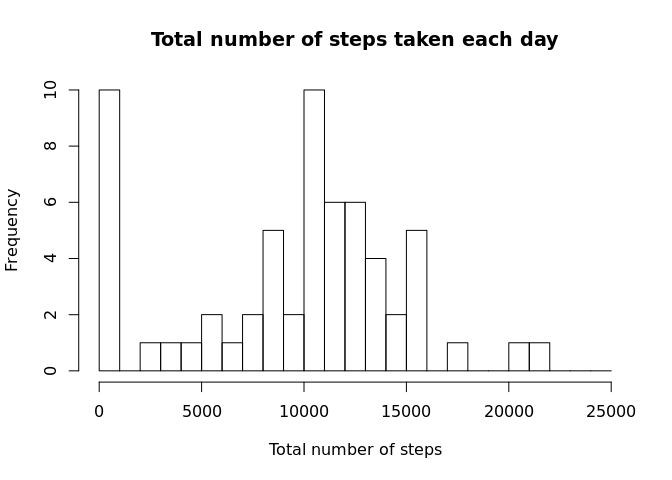 Total number of steps taken each day
Frequency
10
8
6
4
2
0
0 5000 10000 15000 20000 25000
Total number of steps